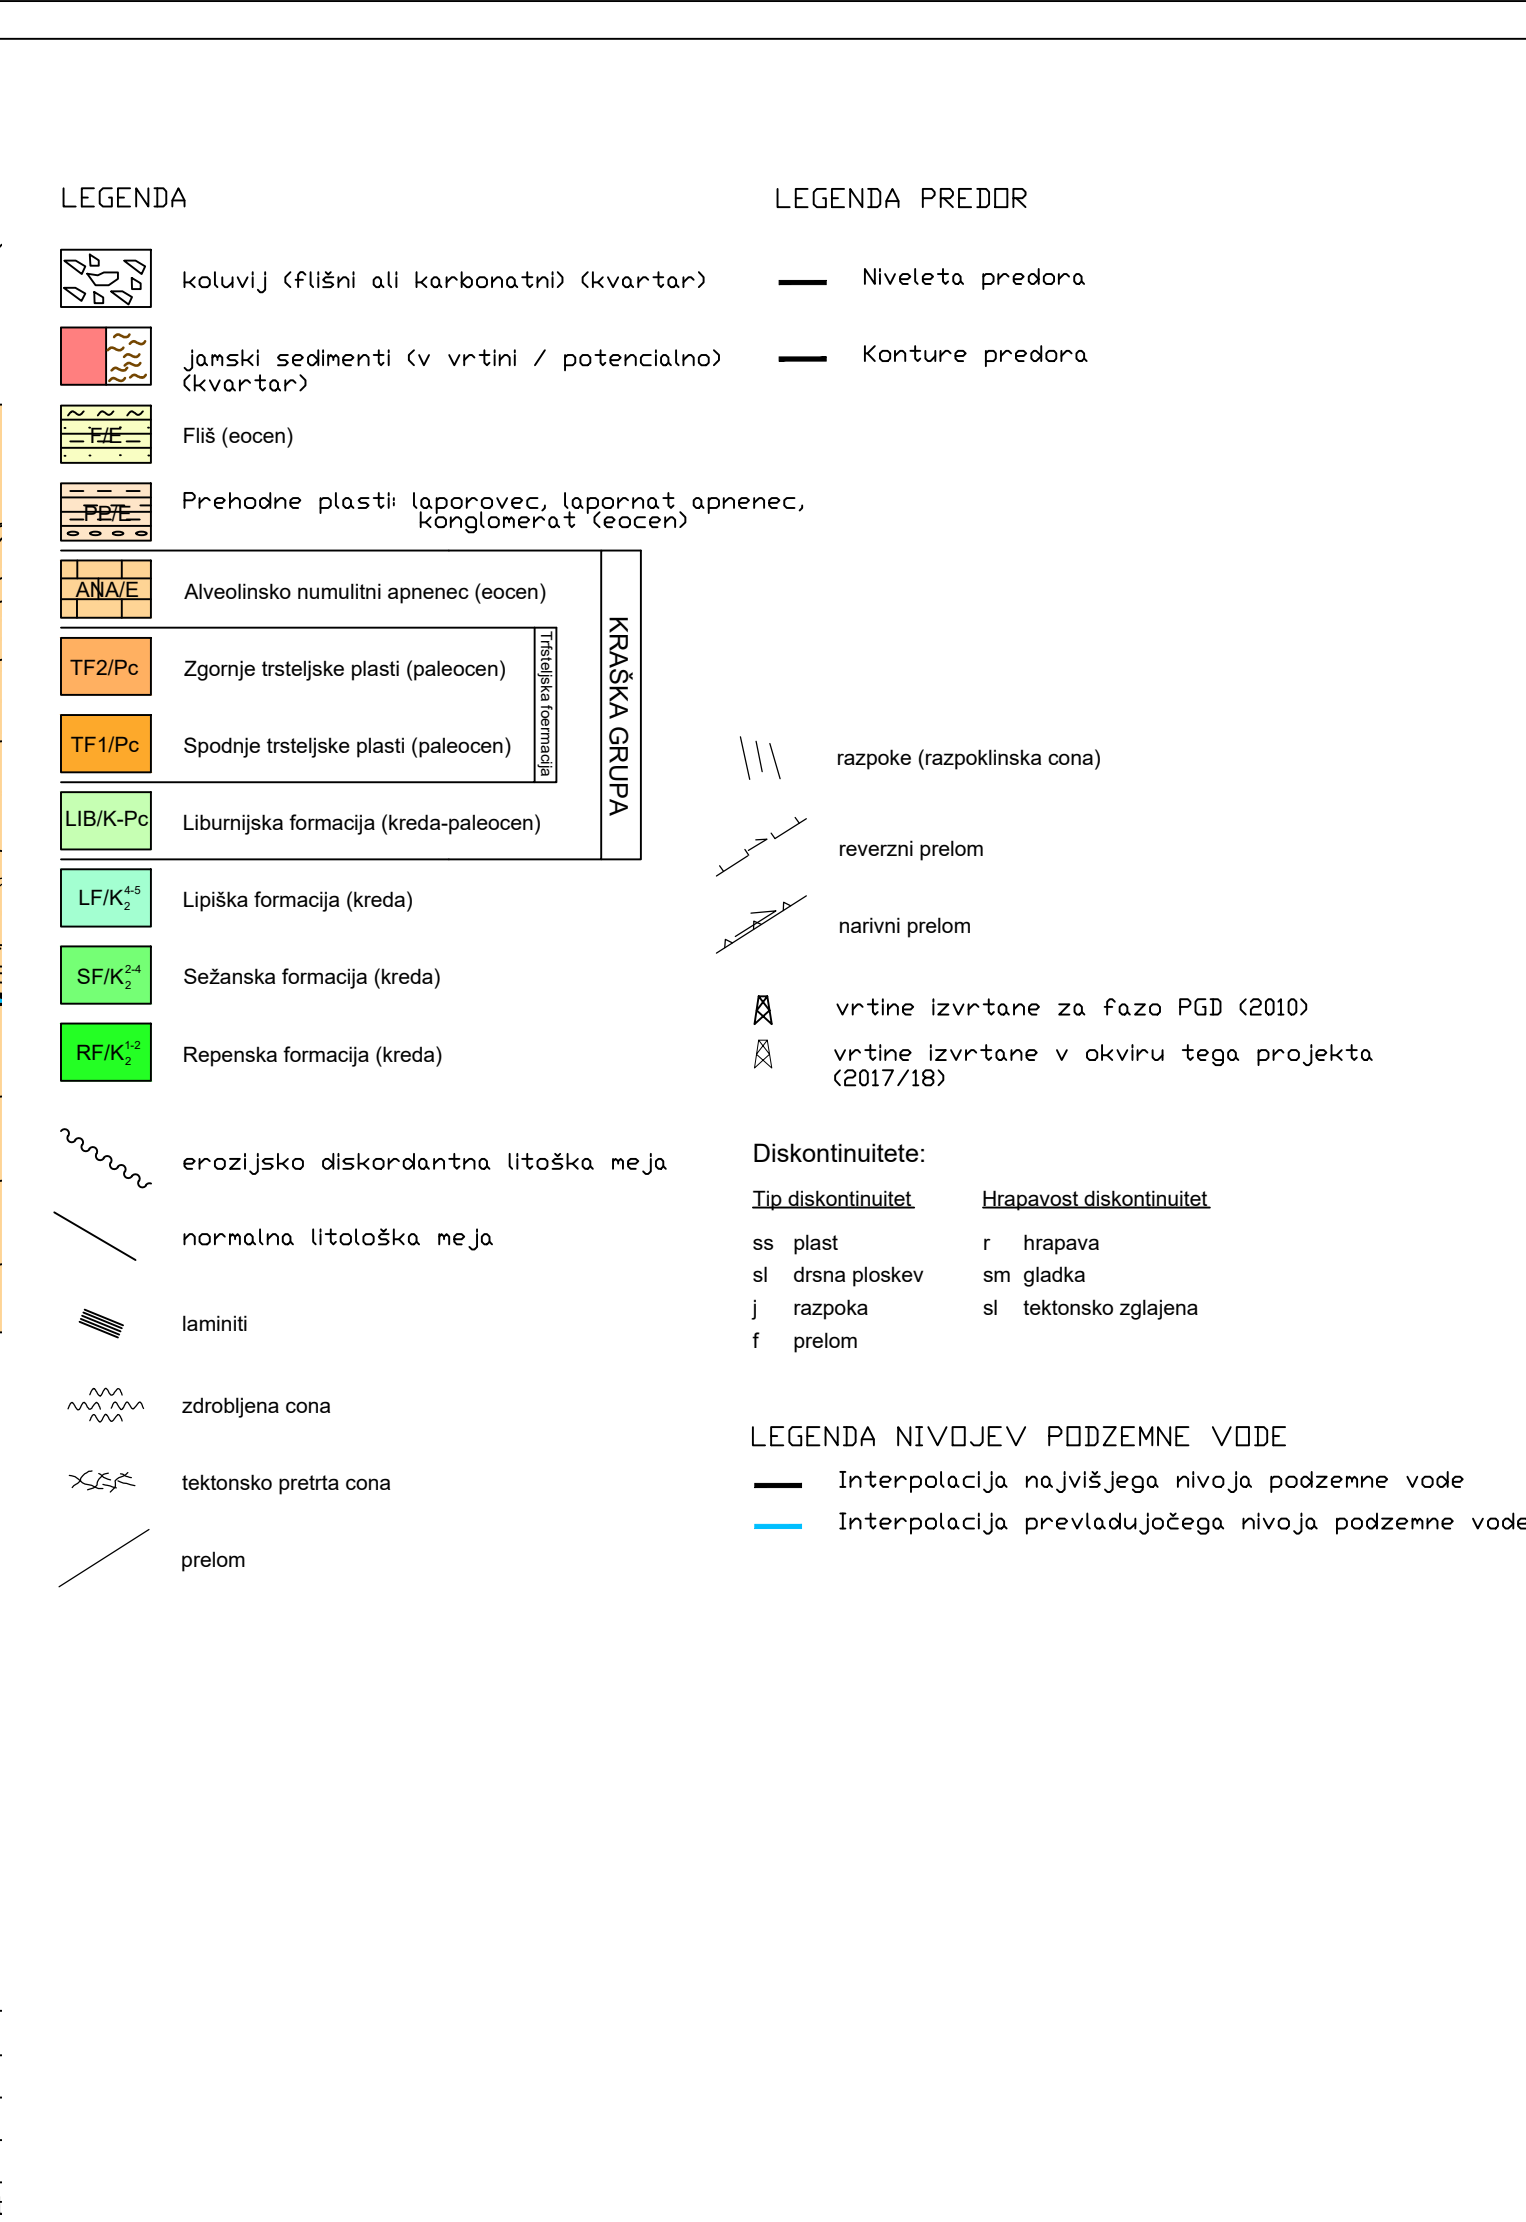 LEGENDA
koluvij (flišni ali karbonatni) (kvartar)
jamski sedimenti (v vrtini / potencialno)
(kvartar)
F/E
Fliš (eocen)
PP/E
Prehodne plasti: laporovec, lapornat apnenec,
konglomerat (eocen)
ANA/E
Alveolinsko numulitni apnenec (eocen)
TF2/Pc
Zgornje trsteljske plasti (paleocen)
TF1/Pc
Spodnje trsteljske plasti (paleocen)
Trfsteljska foermacija
LIB/K-Pc
Liburnijska formacija (kreda-paleocen)
KRAŠKA GRUPA
LF/K 4-5 2
Lipiška formacija (kreda)
SF/K 2-4 2
Sežanska formacija (kreda)
RF/K 1-2 2
Repenska formacija (kreda)
erozijsko diskordantna litoška meja
normalna litološka meja
laminiti
zdrobljena cona
tektonsko pretrta cona
prelom
LEGENDA PREDOR
Niveleta predora
Konture predora
razpoke (razpoklinska cona)
reverzni prelom
narivni prelom
vrtine izvrtane za fazo PGD (2010)
vrtine izvrtane v okviru tega projekta
(2017/18)
Diskontinuitete:
Tip diskontinuitet
ss plast
sl drsna ploskev
j razpoka
f prelom
Hrapavost diskontinuitet
r hrapava
sm gladka
sl tektonsko zglajena
LEGENDA NIVOJEV PODZEMNE VODE
Interpolacija najvišjega nivoja podzemne vode
Interpolacija prevladujočega nivoja podzemne vode